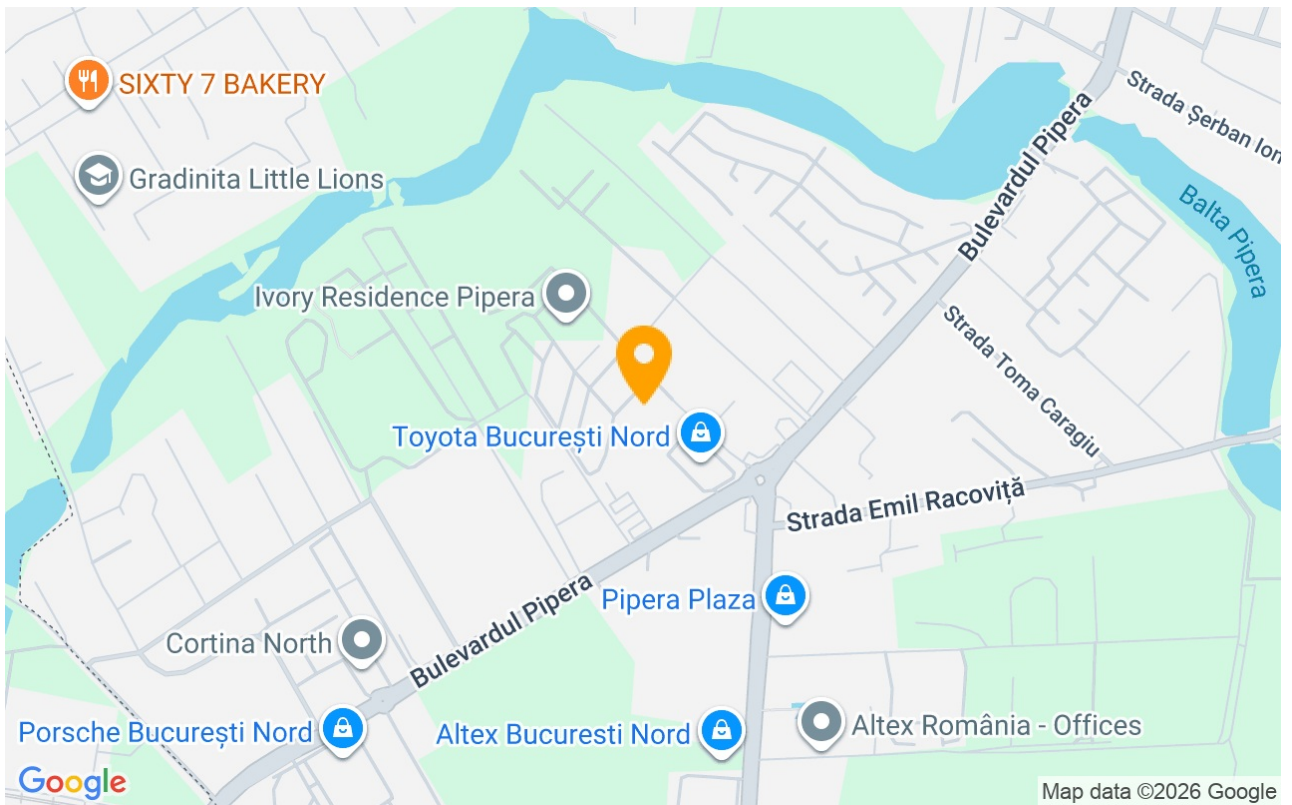 SIXTY 7 BAKERY
Strada Șerban Ion
Bulevardul Pipera
Gradinita Little Lions
Balta Pipera
Ivory Residence Pipera
Strada Toma Caragiu
Toyota București Nord
Strada Emil Racoviță
Pipera Plaza
Bulevardul Pipera
Cortina North
Porsche București Nord
Altex Bucuresti Nord
Altex România - Offices
Google
Map data ©2026 Google